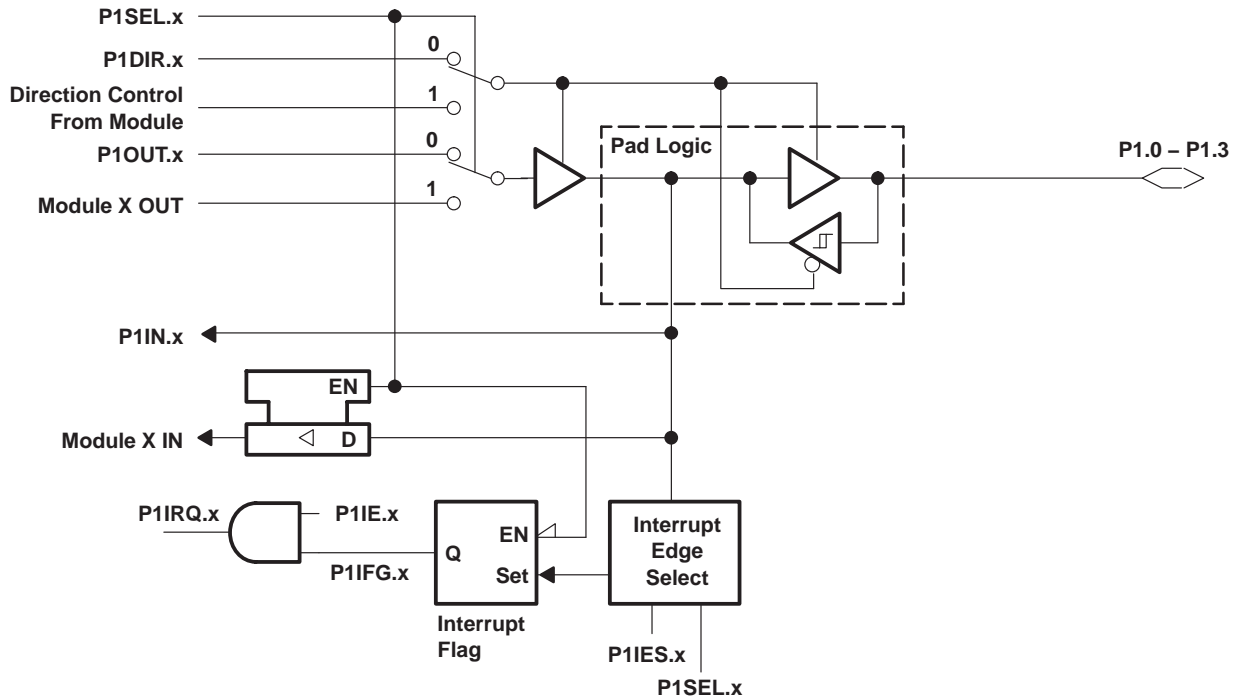 P1SEL.x
P1DIR.x
0
Direction Control
From Module
1
P1OUT.x
0
Module X OUT
1
Pad Logic
P1.0 – P1.3
P1IN.x
EN
Module X IN
D
P1IRQ.x
P1IE.x
P1IFG.x
Q
EN
Set
Interrupt
Flag
Interrupt
Edge
Select
P1IES.x
P1SEL.x